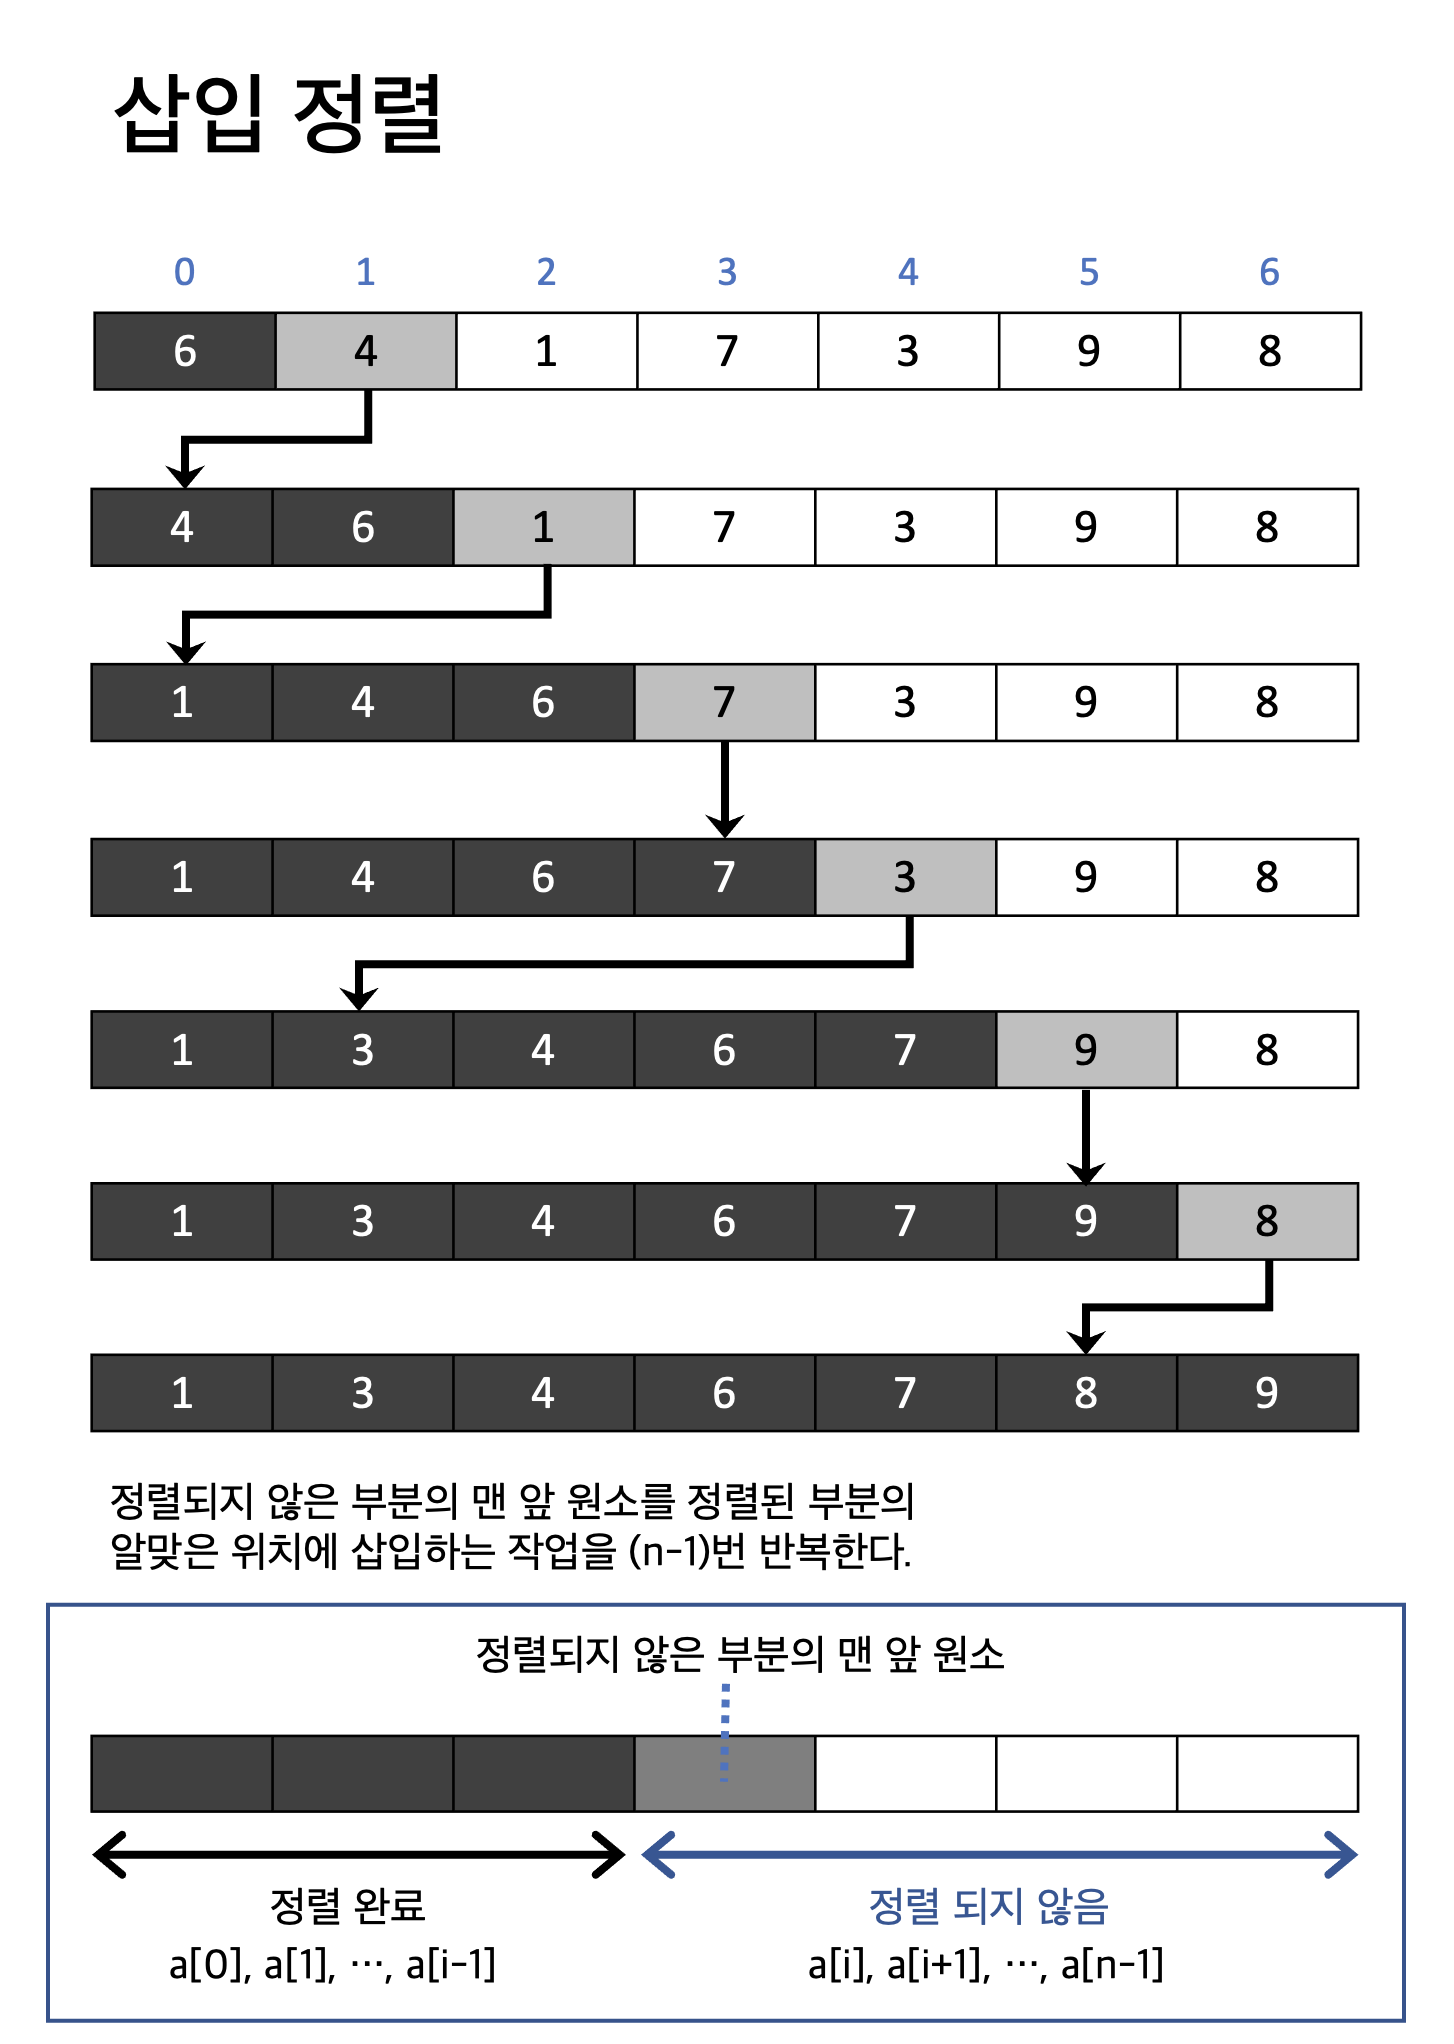 삽입 정렬
0 1 2 3 4 5 6
6 4 1 7 3 9 8
4 6 1 7 3 9 8
1 4 6 7 3 9 8
1 4 6 7 3 9 8
1 3 4 6 7 9 8
1 3 4 6 7 9 8
1 3 4 6 7 8 9
정렬되지 않은 부분의 맨 앞 원소를 정렬된 부분의
알맞은 위치에 삽입하는 작업을 (n-1)번 반복한다.
정렬되지 않은 부분의 맨 앞 원소
정렬 완료 정렬 되지 않음
a[0], a[1], ⋯, a[i-1] a[i], a[i+1], ⋯, a[n-1]